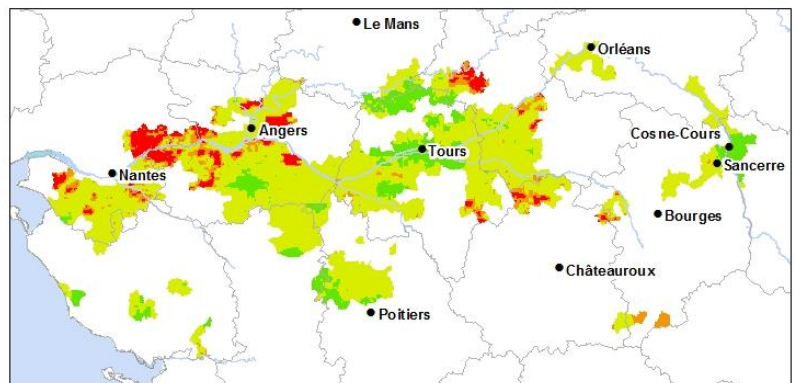 Le Mans
Orléans
Angers
Cosne-Cours
Tours
Sancerre
Nantes
Bourges
Châteauroux
Poitiers